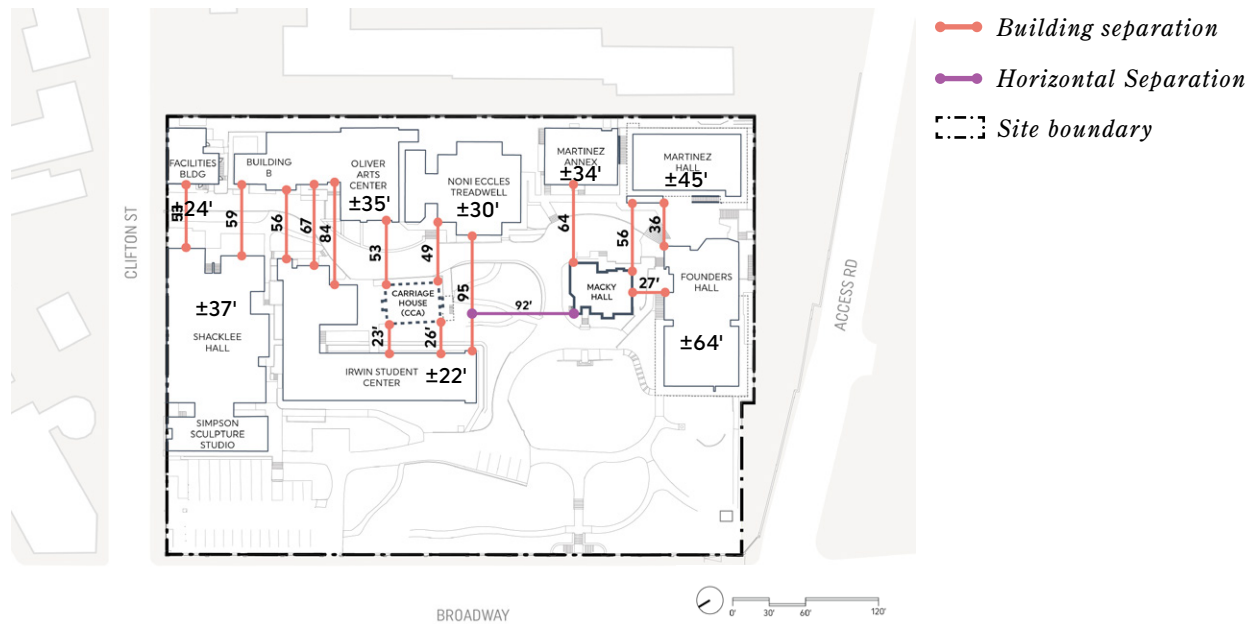 Building separation
Horizontal Separation
Site boundary
FACILITIES
BLDG
BUILDING
B
OLIVER
ARTS
CENTER
±35'
NONI ECCLES
TREADWELL
±30'
MARTINEZ
ANNEX
±34'
MARTINEZ
HALL
±45'
53
±24'
59
56
67
84
53
49
95
64
56
36
CLIFTON ST
±37'
SHACKLEE
HALL
CARRIAGE
HOUSE
(CCA)
23'
26'
92'
MACKY
HALL
27'
FOUNDERS
HALL
±64'
ACCESS RD
IRWIN STUDENT
CENTER
±22'
SIMPSON
SCULPTURE
STUDIO
BROADWAY
0' 30' 60' 120'